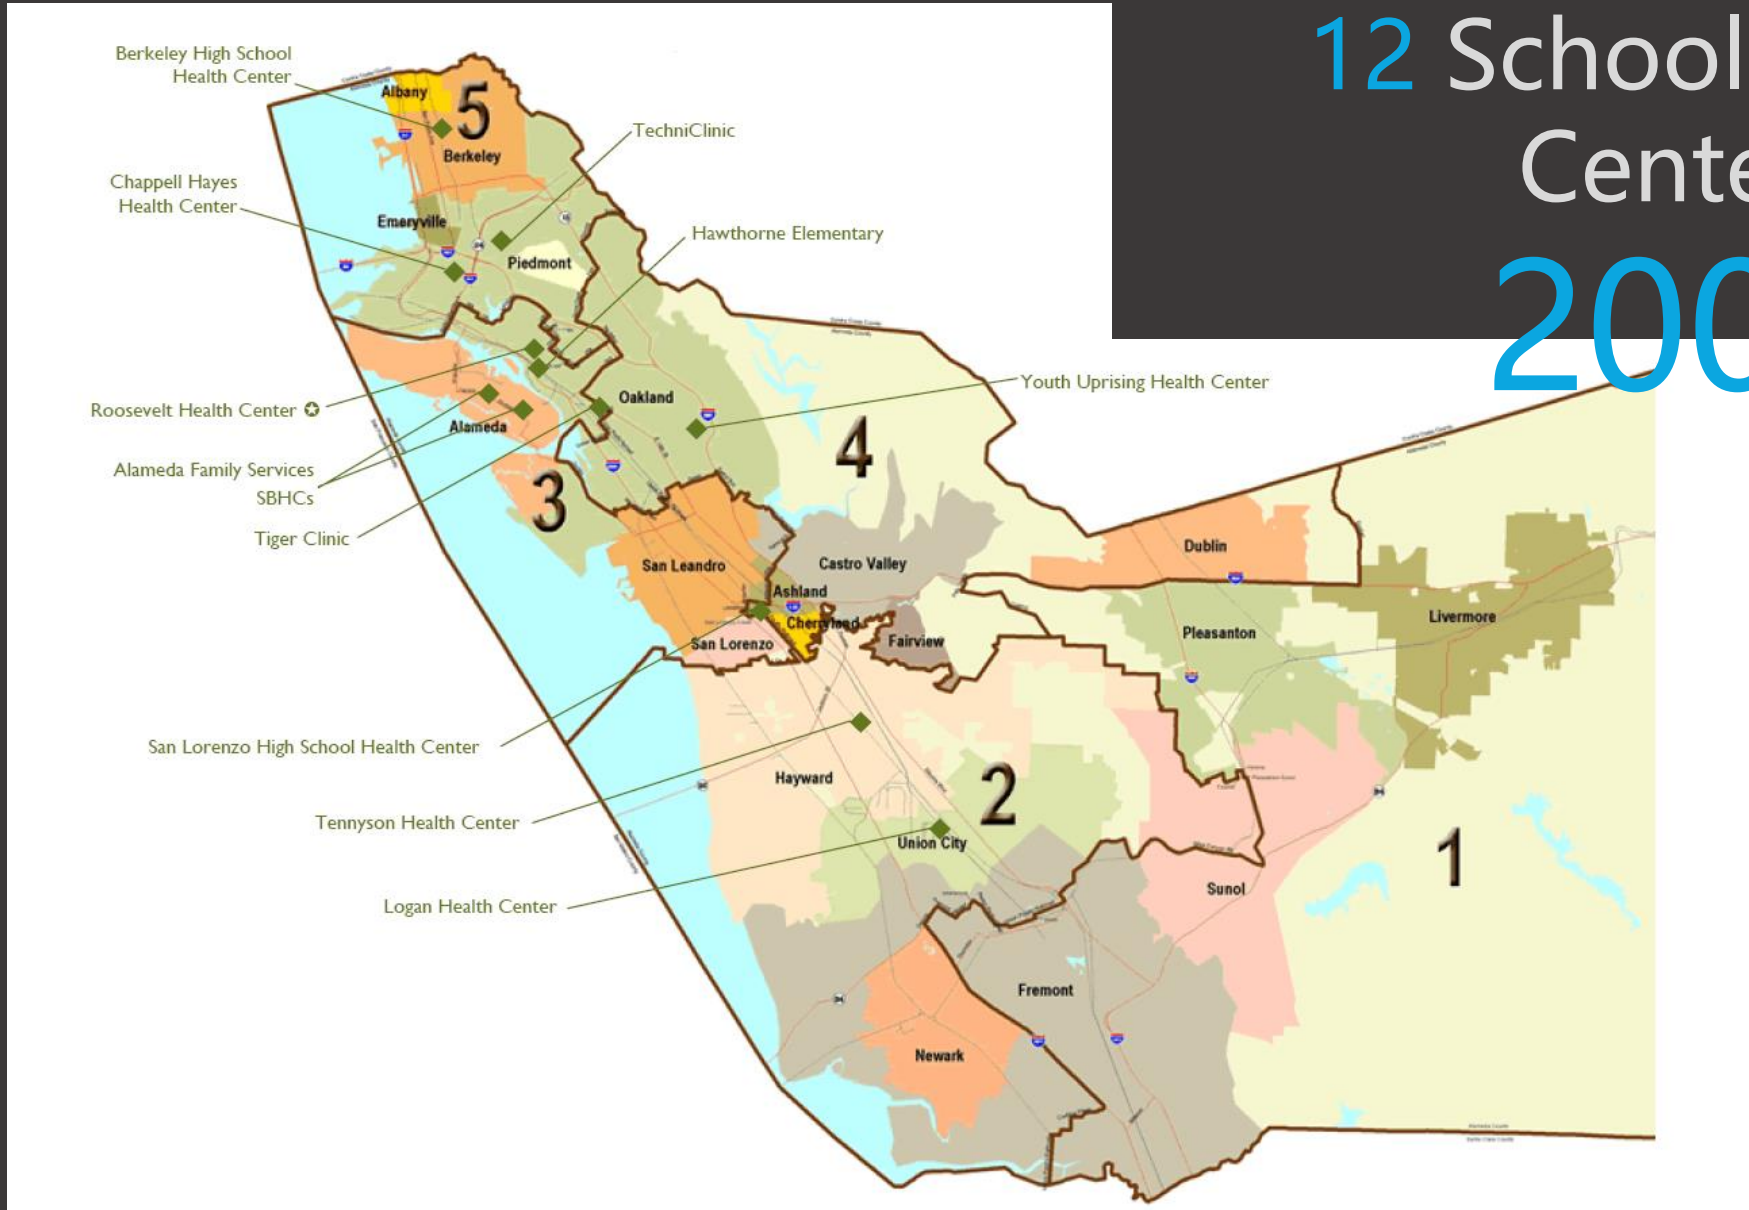 12 School
Cente
200
Berkeley High School
Health Center
TechniClinic
Chappell Hayes
Health Center
Hawthorne Elementary
Youth Uprising Health Center
Roosevelt Health Center
Alameda Family Services
SBHCs
Tiger Clinic
San Lorenzo High School Health Center
Tennyson Health Center
Logan Health Center
Albany
5
Berkeley
Emeryville
Piedmont
Oakland
Alameda
4
3
San Leandro
Castro Valley
Dublin
Ashland
Cherryland
Livermore
Pleasanton
San Lorenzo
Fairview
Hayward
2
Union City
1
Sunol
Fremont
Newark